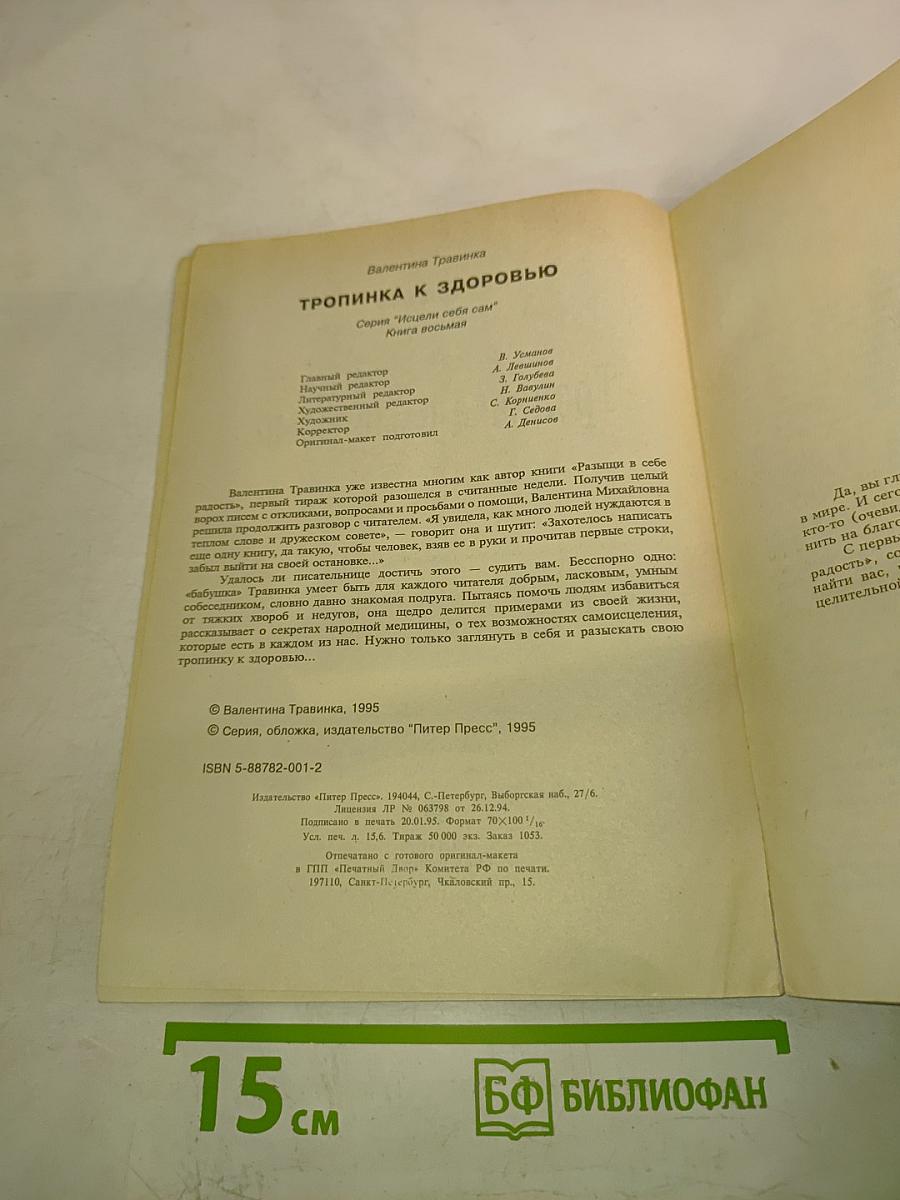 Валентина Травинка
ТРОПИНКА К ЗДОРОВЬЮ
Серия "Исцели себя сам"
Книга восьмая
Главный редактор В. Усманов
Научный редактор А. Левшинов
Литературный редактор З. Голубева
Художественный редактор Н. Вавулин
Художник С. Корниенко
Корректор Г. Седова
Оригинал-макет подготовил А. Денисов
Валентина Травинка уже известна многим как автор книги «Разыщи в себе
радость», первый тираж которой разошелся в считанные недели. Получив целый
ворох писем с откликами, вопросами и просьбами о помощи, Валентина Михайловна
решила продолжить разговор с читателем. «Я увидела, как много людей нуждаются в
теплом слове и дружеском совете», — говорит она и шутит: «Захотелось написать
еще одну книгу, да такую, чтобы человек, взяв ее в руки и прочитав первые строки,
забыл выйти на своей остановке...»
Удалось ли писательнице достичь этого — судить вам. Бесспорно одно:
«бабушка» Травинка умеет быть для каждого читателя добрым, ласковым, умным
собеседником, словно давно знакомая подруга. Пытаясь помочь людям избавиться
от тяжких хвороб и недугов, она щедро делится примерами из своей жизни,
рассказывает о секретах народной медицины, о тех возможностях самоисцеления,
которые есть в каждом из нас. Нужно только заглянуть в себя и разыскать свою
тропинку к здоровью...
© Валентина Травинка, 1995
© Серия, обложка, издательство "Питер Пресс", 1995
ISBN 5-88782-001-2
Издательство «Питер Пресс». 194044, С.-Петербург, Выборгская наб., 27/6.
Лицензия ЛР № 063798 от 26.12.94.
Подписано в печать 20.01.95. Формат 70×100 1/16.
Усл. печ. л. 15,6. Тираж 50 000 экз. Заказ 1053.
Отпечатано с готового оригинал-макета
в ГПП «Печатный Двор» Комитета РФ по печати.
197110, Санкт-Петербург, Чкаловский пр., 15.
Да, вы гл
в мире. И сего
кто-то (очевид
нить на благо
С первы
радость», со
найти вас,
целительной
15 см
БФ БИБЛИОФАН